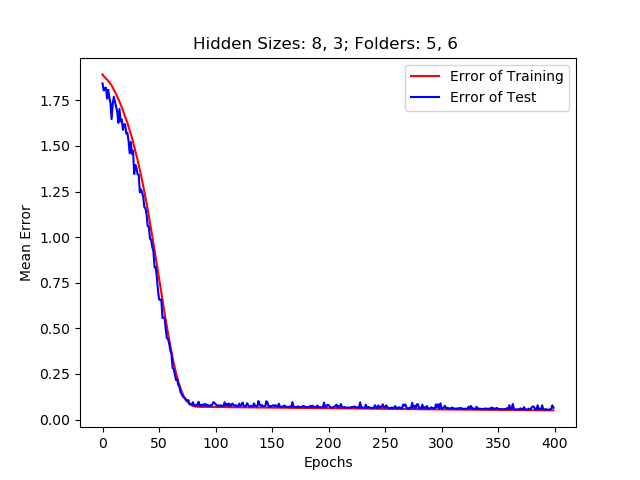 Hidden Sizes: 8, 3; Folders: 5, 6
Error of Training
Error of Test
Mean Error
1.75
1.50
1.25
1.00
0.75
0.50
0.25
0.00
0 50 100 150 200 250 300 350 400
Epochs